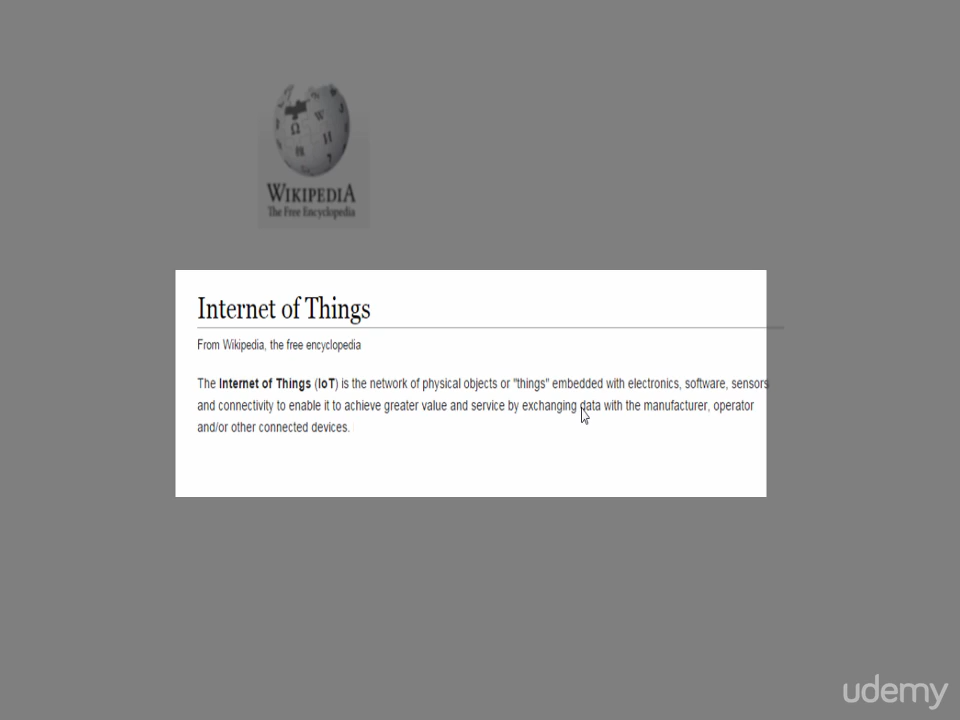 WIKIPEDIA
The Free Encyclopedia
Internet of Things
From Wikipedia, the free encyclopedia
The Internet of Things (IoT) is the network of physical objects or "things" embedded with electronics, software, sensors
and connectivity to enable it to achieve greater value and service by exchanging data with the manufacturer, operator
and/or other connected devices.
udemy